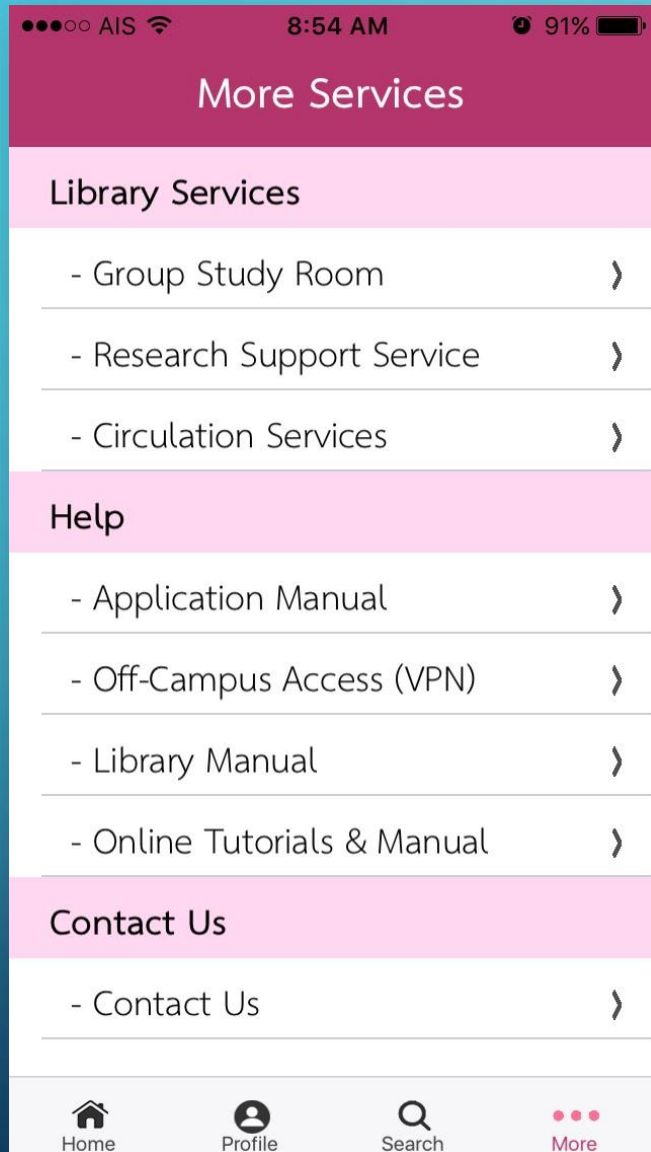 AIS 8:54 AM 91%
More Services
Library Services
- Group Study Room
- Research Support Service
- Circulation Services
Help
- Application Manual
- Off-Campus Access (VPN)
- Library Manual
- Online Tutorials & Manual
Contact Us
- Contact Us
Home Profile Search More